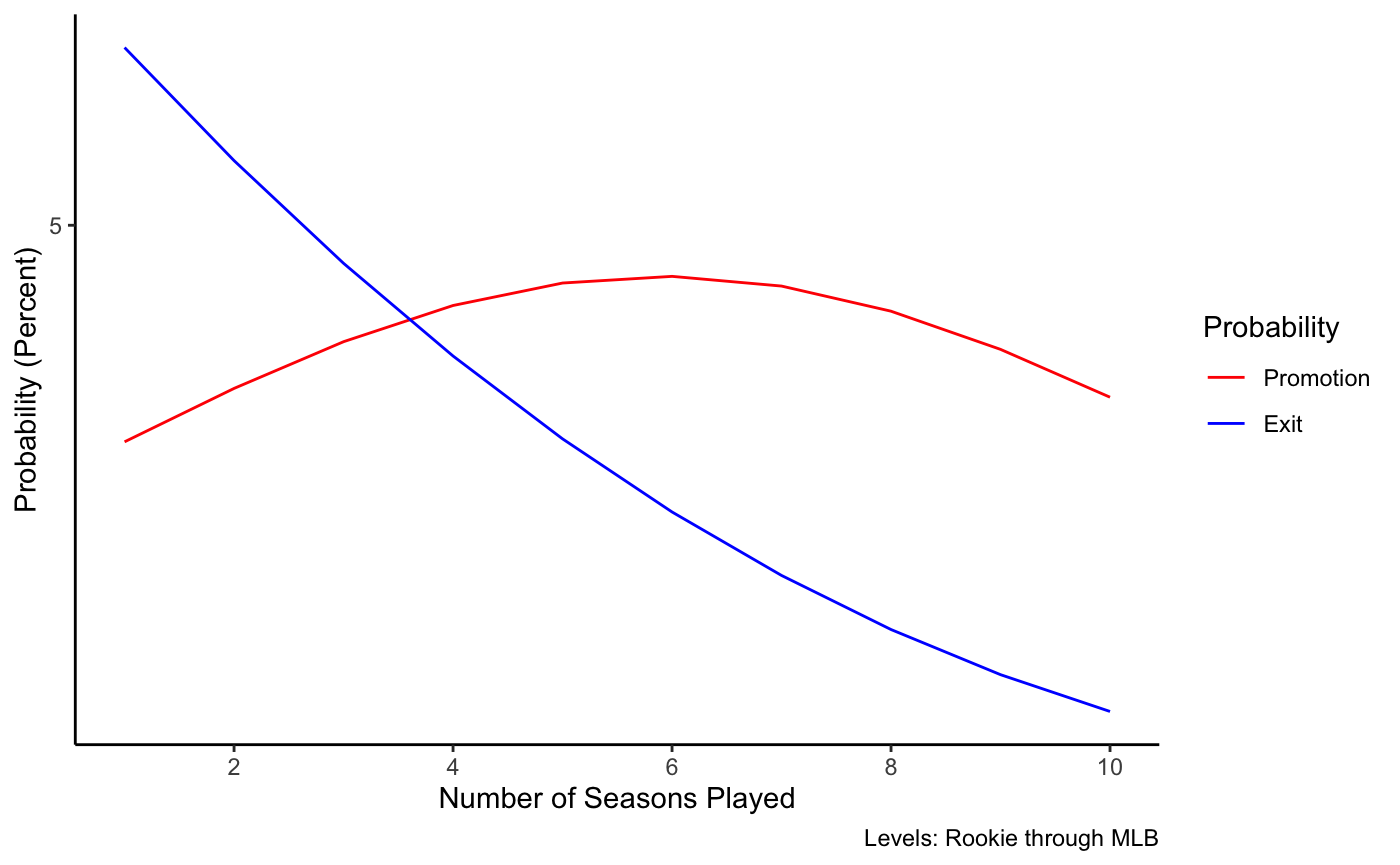 Probability (Percent)
5
2 4 6 8 10
Number of Seasons Played
Levels: Rookie through MLB
Probability
Promotion
Exit